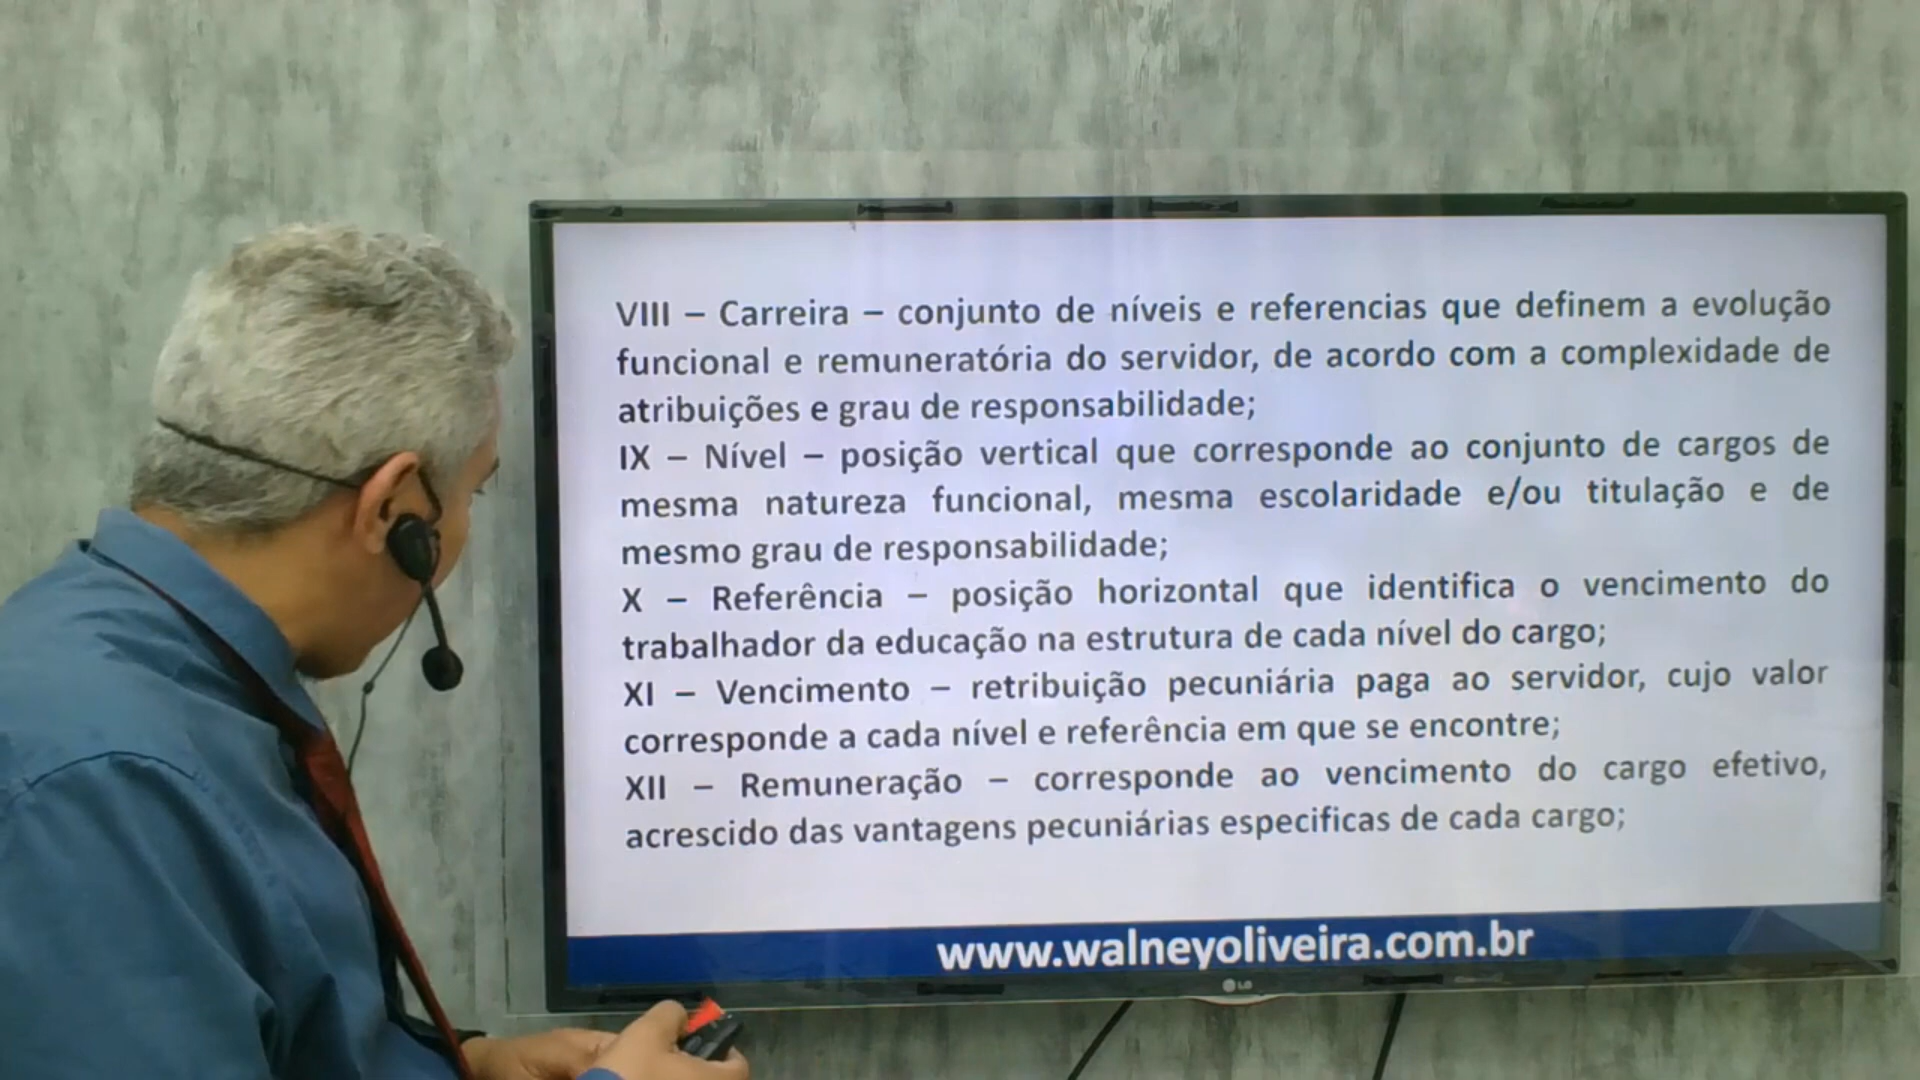 VIII – Carreira – conjunto de níveis e referencias que definem a evolução
funcional e remuneratória do servidor, de acordo com a complexidade de
atribuições e grau de responsabilidade;
IX – Nível – posição vertical que corresponde ao conjunto de cargos de
mesma natureza funcional, mesma escolaridade e/ou titulação e de
mesmo grau de responsabilidade;
X – Referência – posição horizontal que identifica o vencimento do
trabalhador da educação na estrutura de cada nível do cargo;
XI – Vencimento – retribuição pecuniária paga ao servidor, cujo valor
corresponde a cada nível e referência em que se encontre;
XII – Remuneração – corresponde ao vencimento do cargo efetivo,
acrescido das vantagens pecuniárias especificas de cada cargo;
www.walneyoliveira.com.br
LG